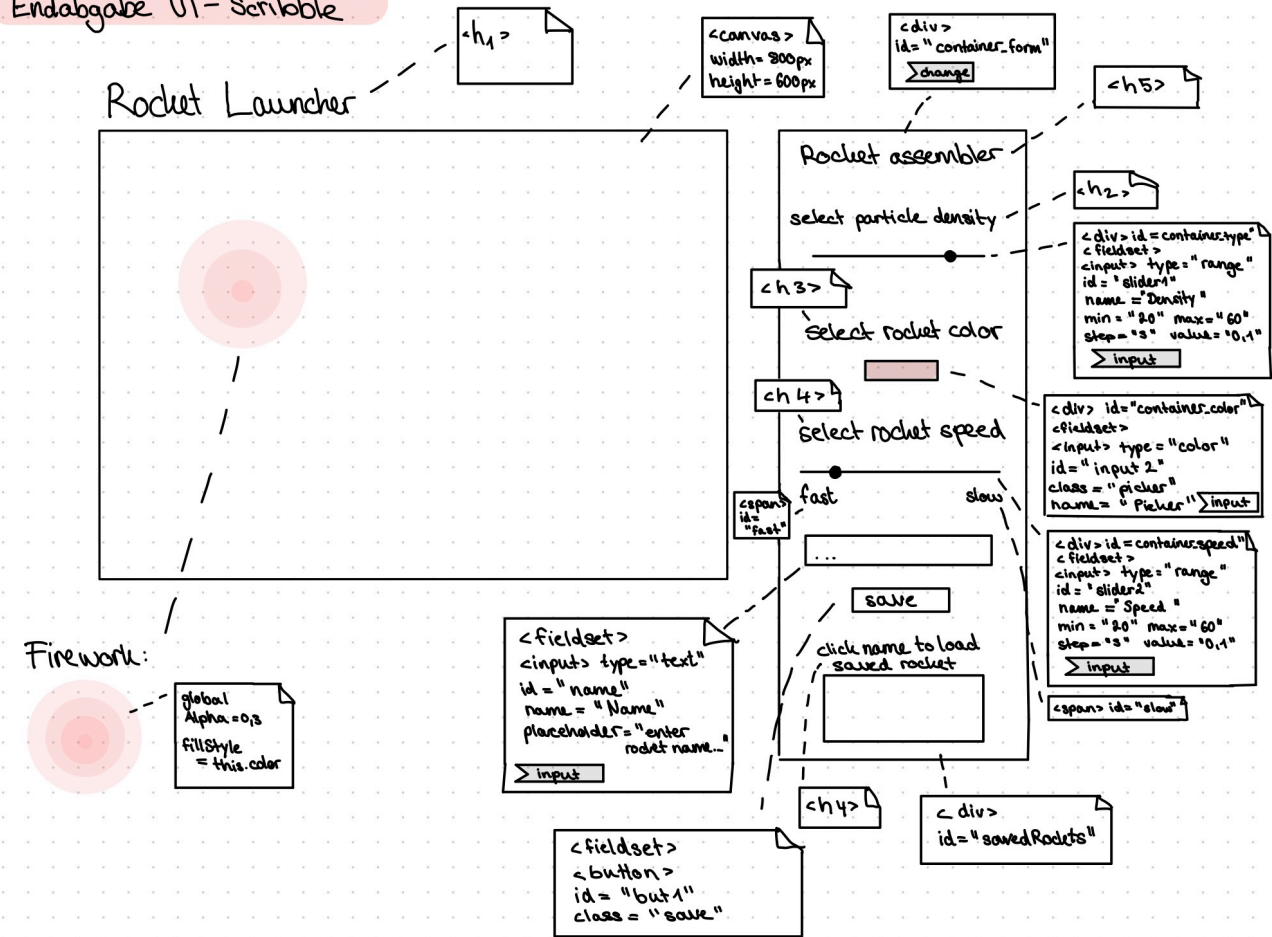 Endabgabe UI - Scribble
<h1>
<canvas>
width= 800px
height= 600px
<div>
id="container_form"
change
<h5>
Rocket Launcher
Rocket assembler
<h2>
select particle density
<div> id=container_type"
<fieldset>
<input> type="range"
id= "slider1"
name ="Density"
min = "20" max= "60"
step= "3" value= "0,1"
input
<h3>
select rocket color
<h4>
<div> id="container_color"
<fieldset>
<input> type = "color"
id= "input 2"
class = "picker"
name= "Picker"
input
select rocket speed
fast
slow
<span>
id=
"fast"
<div> id=container_speed"
<fieldset>
<input> type="range"
id= "slider2"
name = "Speed"
min = "20" max= "60"
step= "3" value= "0,1"
input
<span> id="slow"
...
save
click name to load
saved rocket
<fieldset>
<input> type="text"
id = "name"
name = "Name"
placeholder= "enter
rocket name..."
input
Firework:
global
Alpha = 0,3
fillStyle
= this.color
<h4>
<div>
id="savedRockets"
<fieldset>
<button>
id = "but1"
class = "save"